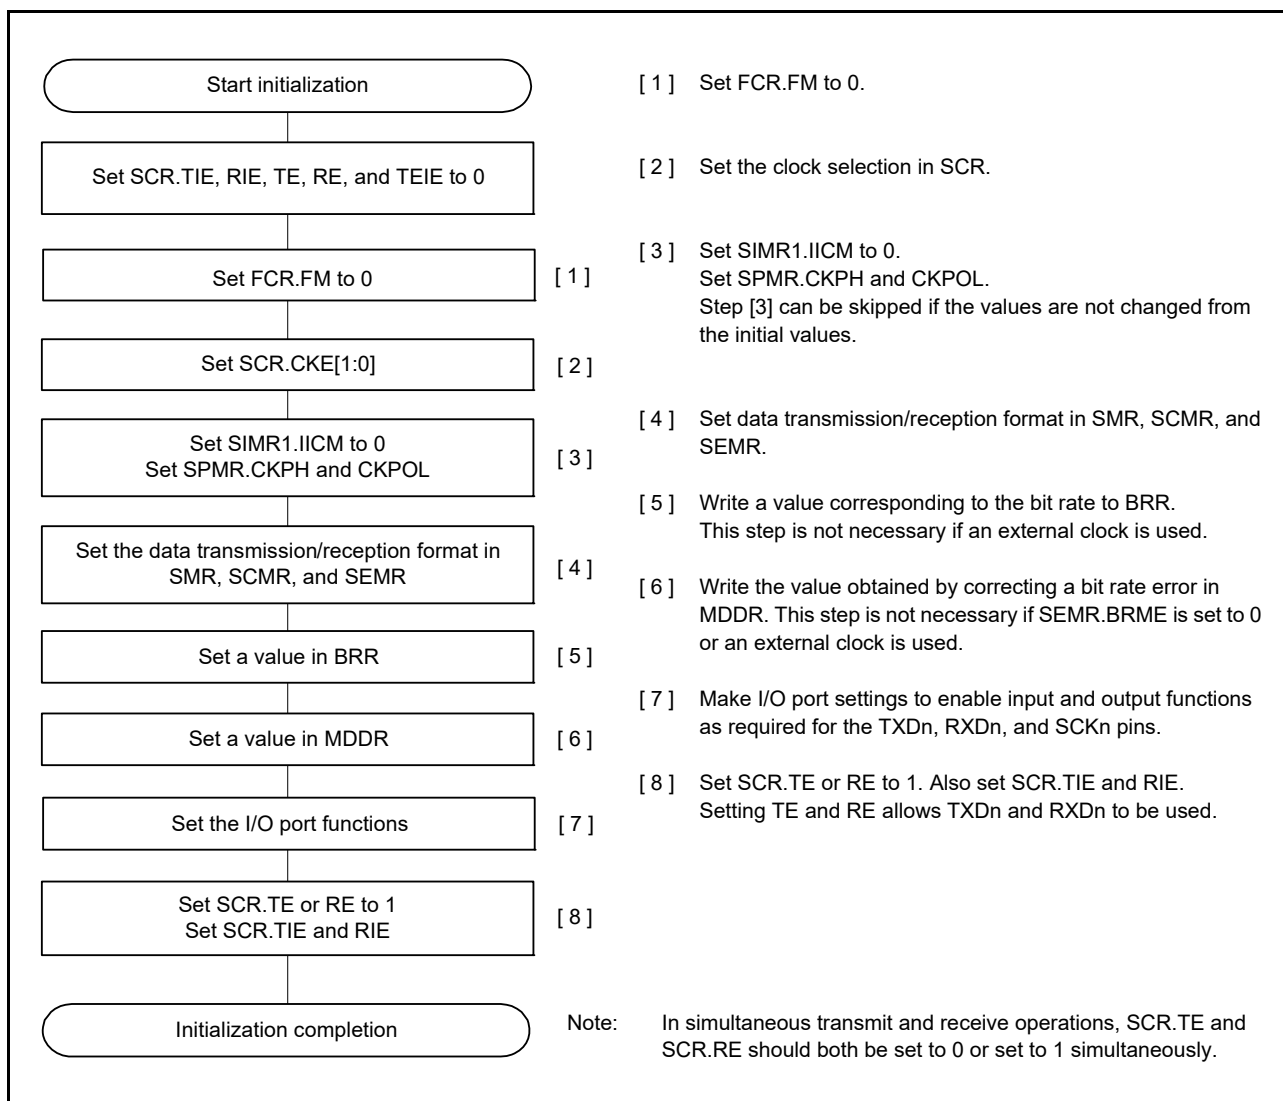 Start initialization
Set SCR.TIE, RIE, TE, RE, and TEIE to 0
Set FCR.FM to 0
[ 1 ]
Set SCR.CKE[1:0]
[ 2 ]
Set SIMR1.IICM to 0
Set SPMR.CKPH and CKPOL
[ 3 ]
Set the data transmission/reception format in
SMR, SCMR, and SEMR
[ 4 ]
Set a value in BRR
[ 5 ]
Set a value in MDDR
[ 6 ]
Set the I/O port functions
[ 7 ]
Set SCR.TE or RE to 1
Set SCR.TIE and RIE
[ 8 ]
Initialization completion
[ 1 ] Set FCR.FM to 0.
[ 2 ] Set the clock selection in SCR.
[ 3 ] Set SIMR1.IICM to 0.
Set SPMR.CKPH and CKPOL.
Step [3] can be skipped if the values are not changed from
the initial values.
[ 4 ] Set data transmission/reception format in SMR, SCMR, and
SEMR.
[ 5 ] Write a value corresponding to the bit rate to BRR.
This step is not necessary if an external clock is used.
[ 6 ] Write the value obtained by correcting a bit rate error in
MDDR. This step is not necessary if SEMR.BRME is set to 0
or an external clock is used.
[ 7 ] Make I/O port settings to enable input and output functions
as required for the TXDn, RXDn, and SCKn pins.
[ 8 ] Set SCR.TE or RE to 1. Also set SCR.TIE and RIE.
Setting TE and RE allows TXDn and RXDn to be used.
Note: In simultaneous transmit and receive operations, SCR.TE and
SCR.RE should both be set to 0 or set to 1 simultaneously.